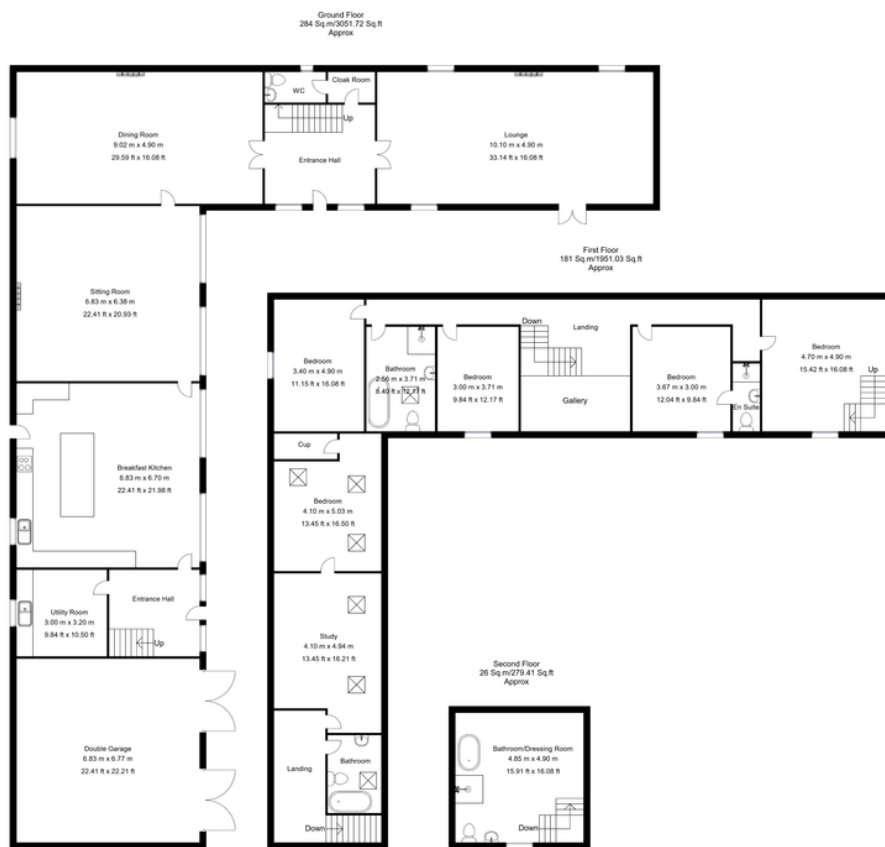 Ground Floor
284 Sq.m/3051.72 Sq.ft
Approx
WC
Cloak Room
Up
Dining Room
9.02 m x 4.90 m
29.59 ft x 16.08 ft
Entrance Hall
Lounge
10.10 m x 4.90 m
33.14 ft x 16.08 ft
Sitting Room
6.83 m x 6.38 m
22.41 ft x 20.93 ft
Breakfast Kitchen
6.83 m x 6.70 m
22.41 ft x 21.98 ft
Utility Room
3.00 m x 3.20 m
9.84 ft x 10.50 ft
Entrance Hall
Up
Double Garage
6.83 m x 6.77 m
22.41 ft x 22.21 ft
First Floor
181 Sq.m/1951.03 Sq.ft
Approx
Bedroom
3.40 m x 4.90 m
11.15 ft x 16.08 ft
Bathroom
2.56 m x 3.71 m
8.40 ft x 12.17 ft
Bedroom
3.00 m x 3.71 m
9.84 ft x 12.17 ft
Down
Landing
Gallery
Bedroom
3.67 m x 3.00 m
12.04 ft x 9.84 ft
En Suite
Bedroom
4.70 m x 4.90 m
15.42 ft x 16.08 ft
Up
Cup
Bedroom
4.10 m x 5.03 m
13.45 ft x 16.50 ft
Study
4.10 m x 4.94 m
13.45 ft x 16.21 ft
Landing
Bathroom
Down
Second Floor
26 Sq.m/279.41 Sq.ft
Approx
Bathroom/Dressing Room
4.85 m x 4.90 m
15.91 ft x 16.08 ft
Down